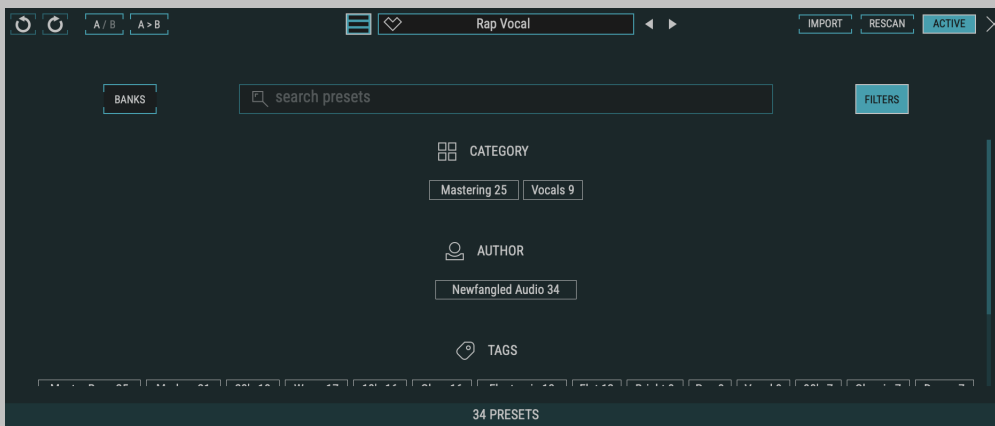 A / B A > B Rap Vocal IMPORT RESCAN ACTIVE
BANKS search presets FILTERS
CATEGORY
Mastering 25 Vocals 9
AUTHOR
Newfangled Audio 34
TAGS
34 PRESETS